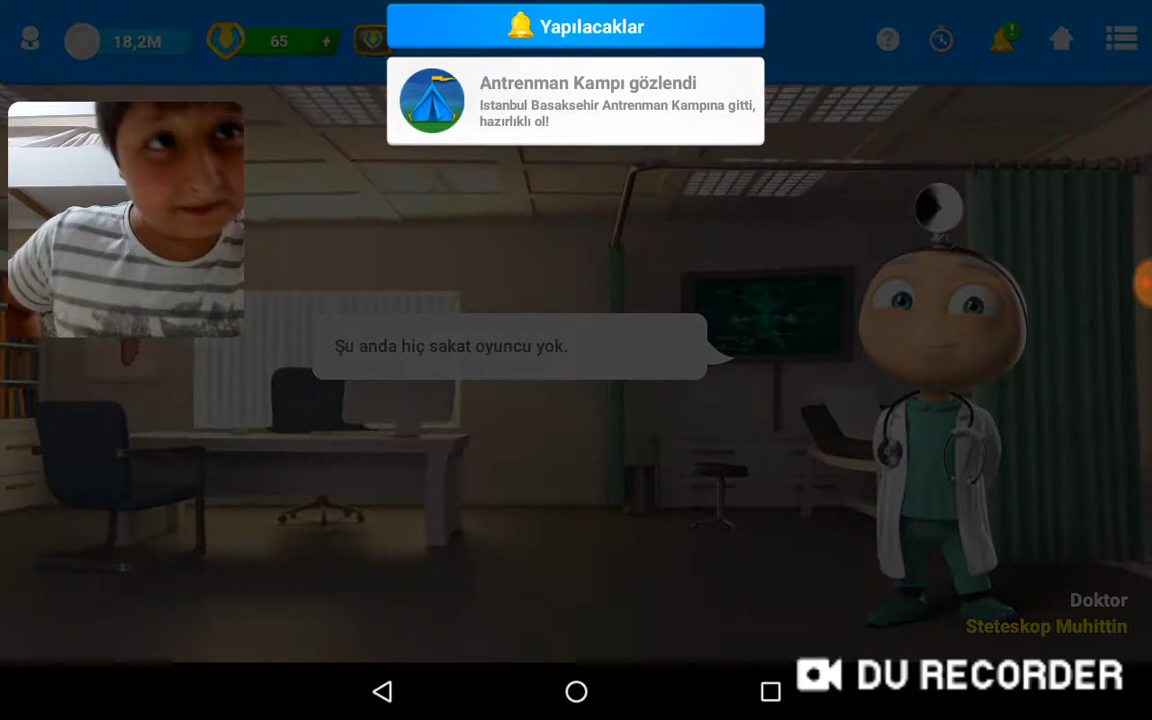 Yapılacaklar
18,2M
65
+
Antrenman Kampı gözlendi
Istanbul Basaksehir Antrenman Kampına gitti,
hazırlıklı ol!
Şu anda hiç sakat oyuncu yok.
Doktor
Steteskop Muhittin
DU RECORDER